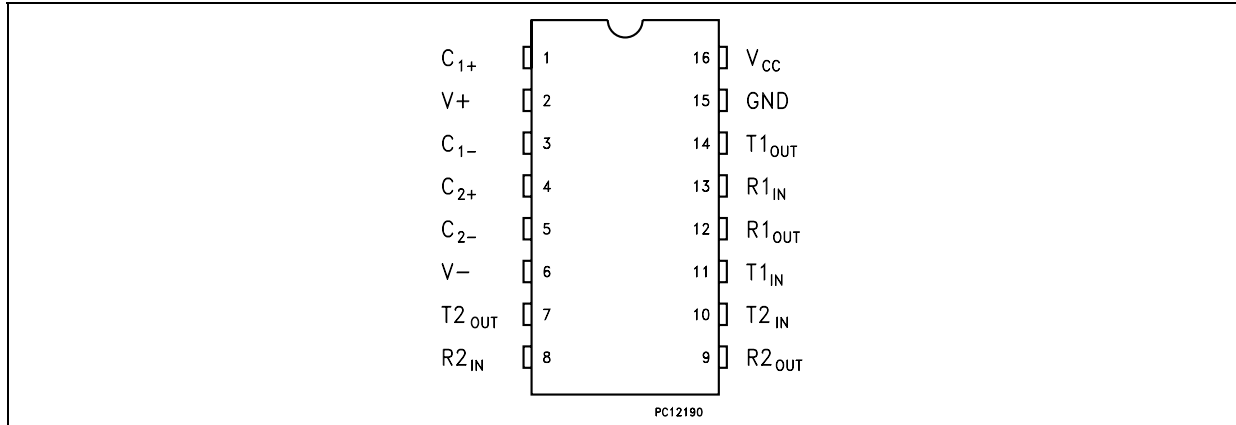 C1+ 1 16 VCC
V+ 2 15 GND
C1− 3 14 T1OUT
C2+ 4 13 R1IN
C2− 5 12 R1OUT
V− 6 11 T1IN
T2OUT 7 10 T2IN
R2IN 8 9 R2OUT
PC12190